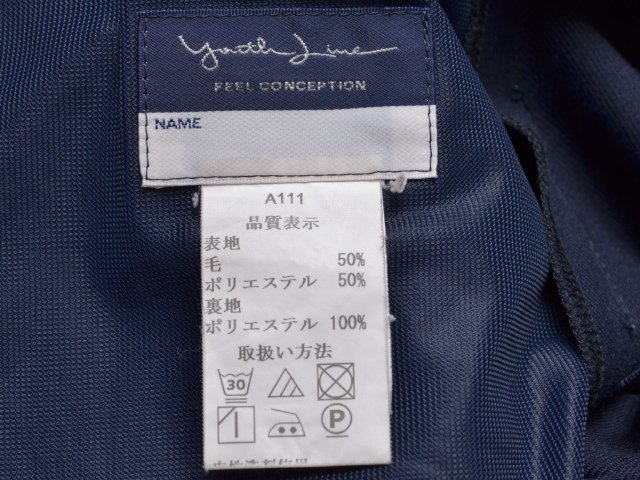 Youth Line
FEEL CONCEPTION
NAME
A111
品質表示
表地
毛 50%
ポリエステル 50%
裏地
ポリエステル 100%
取扱い方法
30
P